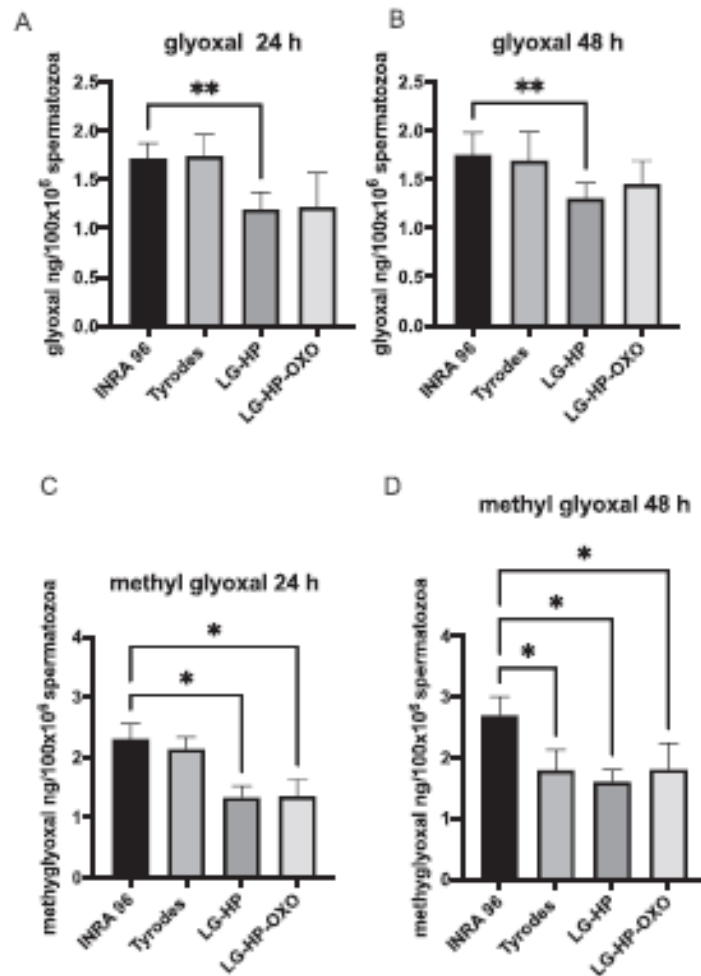 A
glyoxal 24 h
glyoxal ng/100x10⁶ spermatozoa
2.5
2.0
1.5
1.0
0.5
0.0
**
INRA 96
Tyrodes
LG-HP
LG-HP-OXO
B
glyoxal 48 h
glyoxal ng/100x10⁶ spermatozoa
2.5
2.0
1.5
1.0
0.5
0.0
**
INRA 96
Tyrodes
LG-HP
LG-HP-OXO
C
methyl glyoxal 24 h
methyglyoxal ng/100x10⁶ spermatozoa
4
3
2
1
0
*
*
INRA 96
Tyrodes
LG-HP
LG-HP-OXO
D
methyl glyoxal 48 h
methyglyoxal ng/100x10⁶ spermatozoa
4
3
2
1
0
*
*
*
INRA 96
Tyrodes
LG-HP
LG-HP-OXO